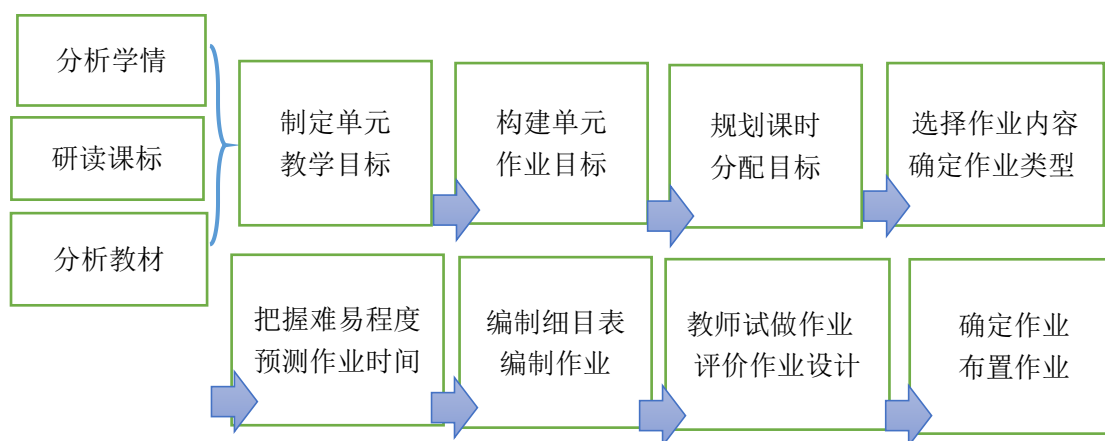 分析学情
研读课标
分析教材
制定单元
教学目标
构建单元
作业目标
规划课时
分配目标
选择作业内容
确定作业类型
把握难易程度
预测作业时间
编制细目表
编制作业
教师试做作业
评价作业设计
确定作业
布置作业